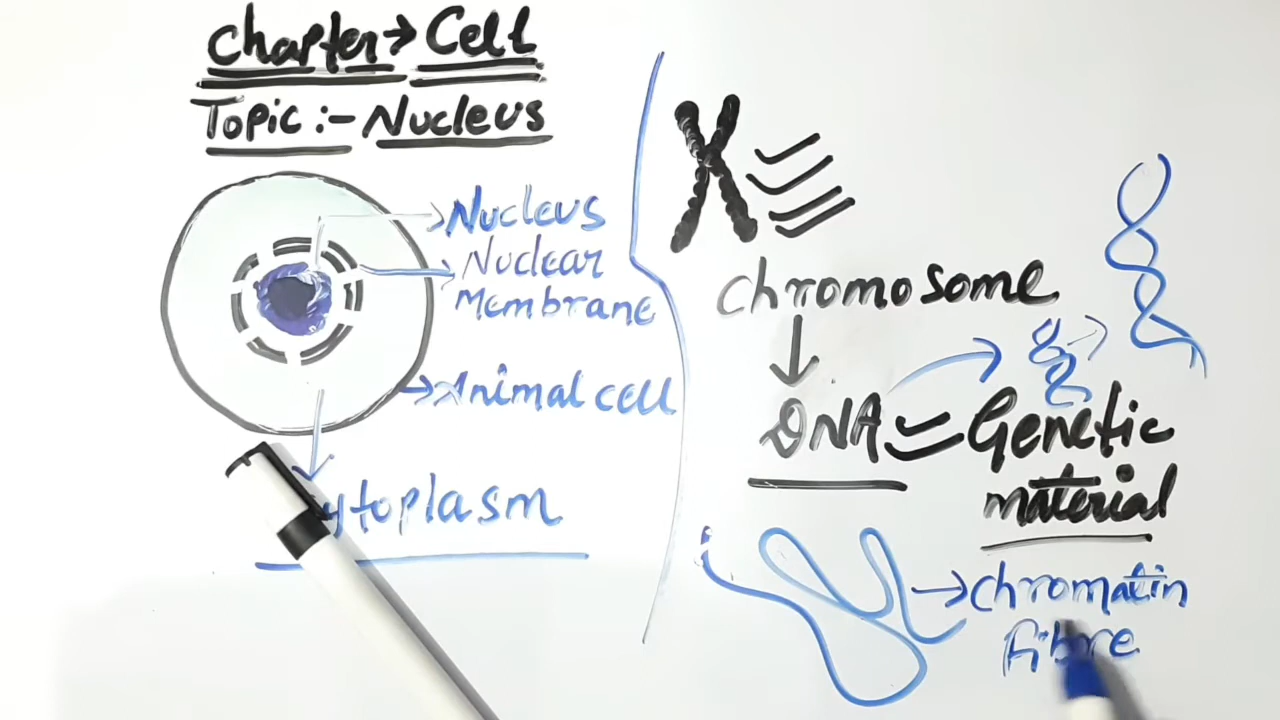 Chapter → Cell
Topic :- Nucleus
Nucleus
Nuclear
Membrane
Animal cell
ytoplasm
Chromosome
DNA = Genetic
material
Chromatin
fibre